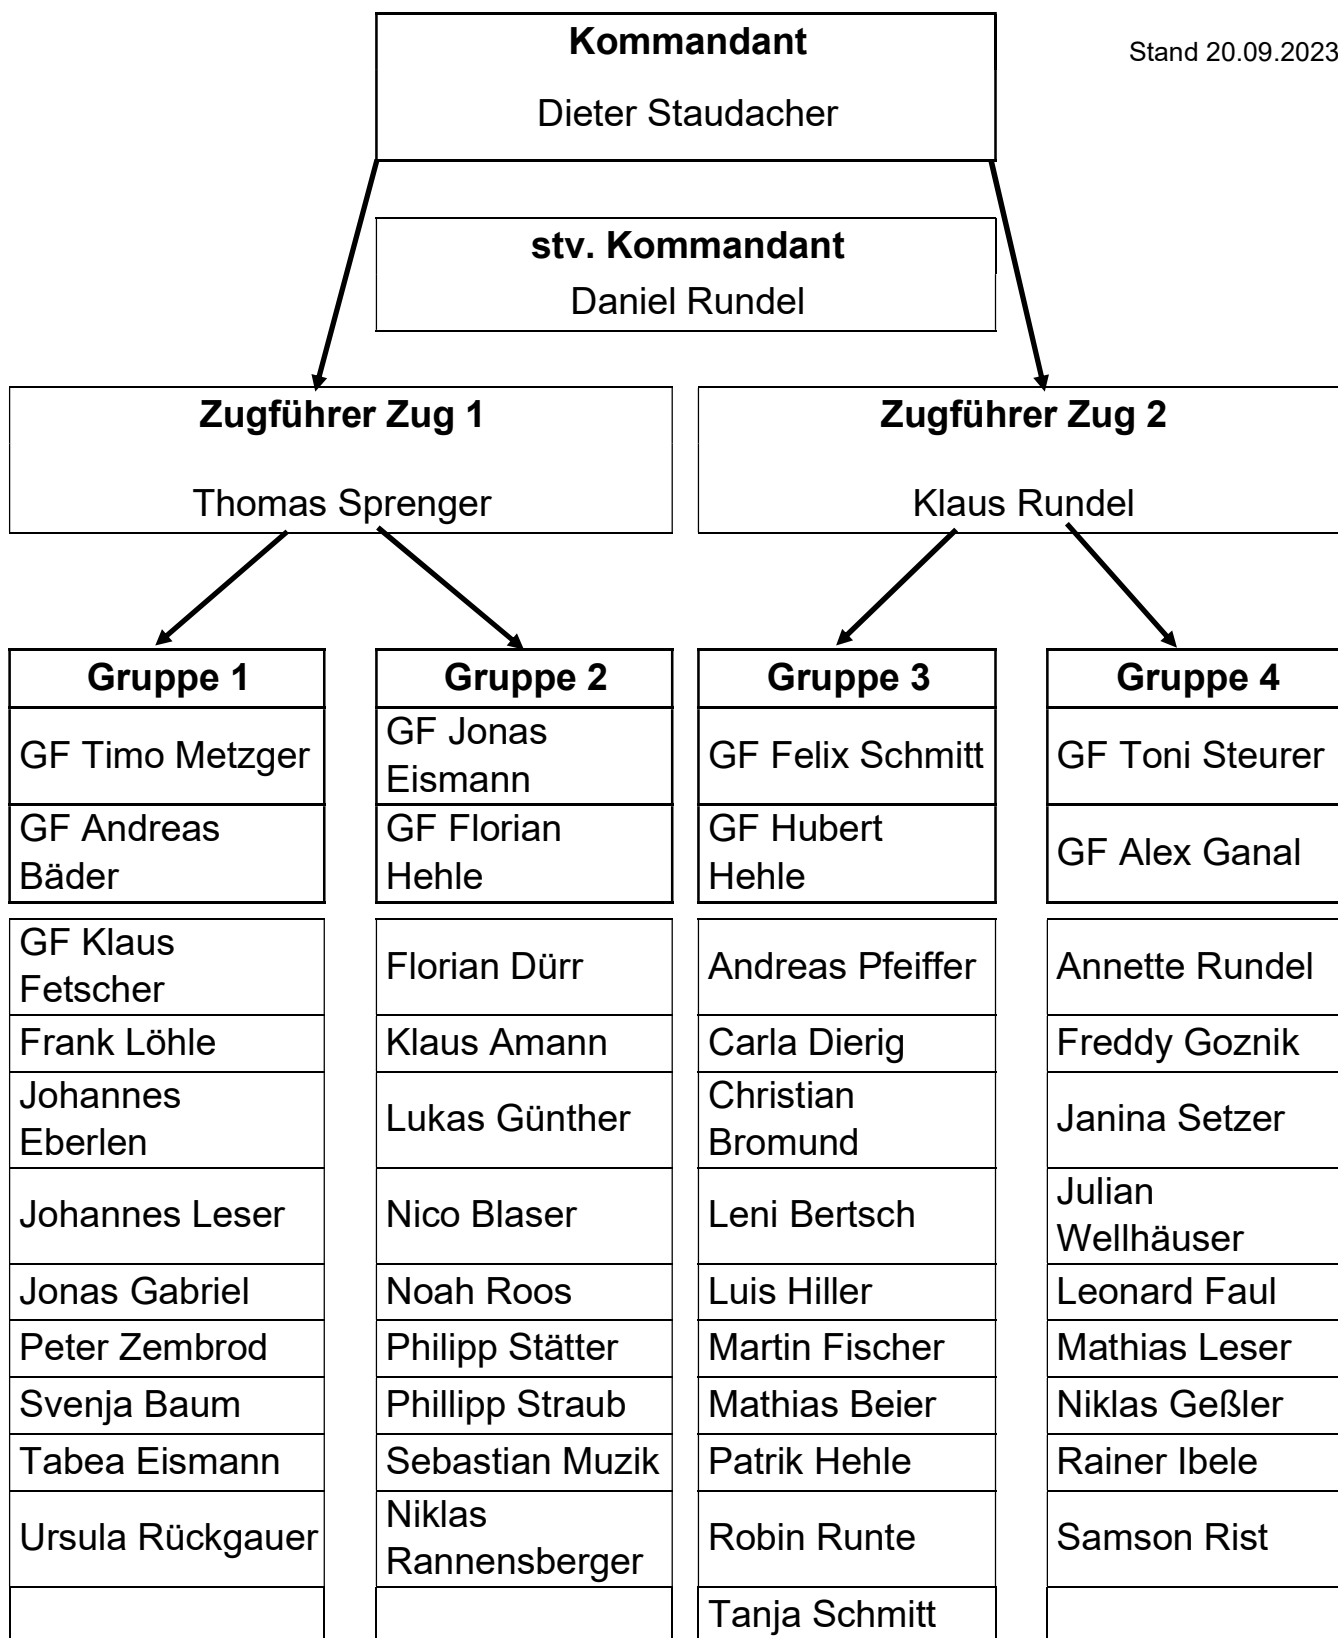 Kommandant
Stand 20.09.2023
Dieter Staudacher
stv. Kommandant
Daniel Rundel
Zugführer Zug 1
Thomas Sprenger
Zugführer Zug 2
Klaus Rundel
Gruppe 1
GF Timo Metzger
GF Andreas
Bäder
GF Klaus
Fetscher
Frank Löhle
Johannes
Eberlen
Johannes Leser
Jonas Gabriel
Peter Zembrod
Svenja Baum
Tabea Eismann
Ursula Rückgauer
Gruppe 2
GF Jonas
Eismann
GF Florian
Hehle
Florian Dürr
Klaus Amann
Lukas Günther
Nico Blaser
Noah Roos
Philipp Stätter
Phillipp Straub
Sebastian Muzik
Niklas
Rannensberger
Gruppe 3
GF Felix Schmitt
GF Hubert
Hehle
Andreas Pfeiffer
Carla Dierig
Christian
Bromund
Leni Bertsch
Luis Hiller
Martin Fischer
Mathias Beier
Patrik Hehle
Robin Runte
Tanja Schmitt
Gruppe 4
GF Toni Steurer
GF Alex Ganal
Annette Rundel
Freddy Goznik
Janina Setzer
Julian
Wellhäuser
Leonard Faul
Mathias Leser
Niklas Geßler
Rainer Ibele
Samson Rist